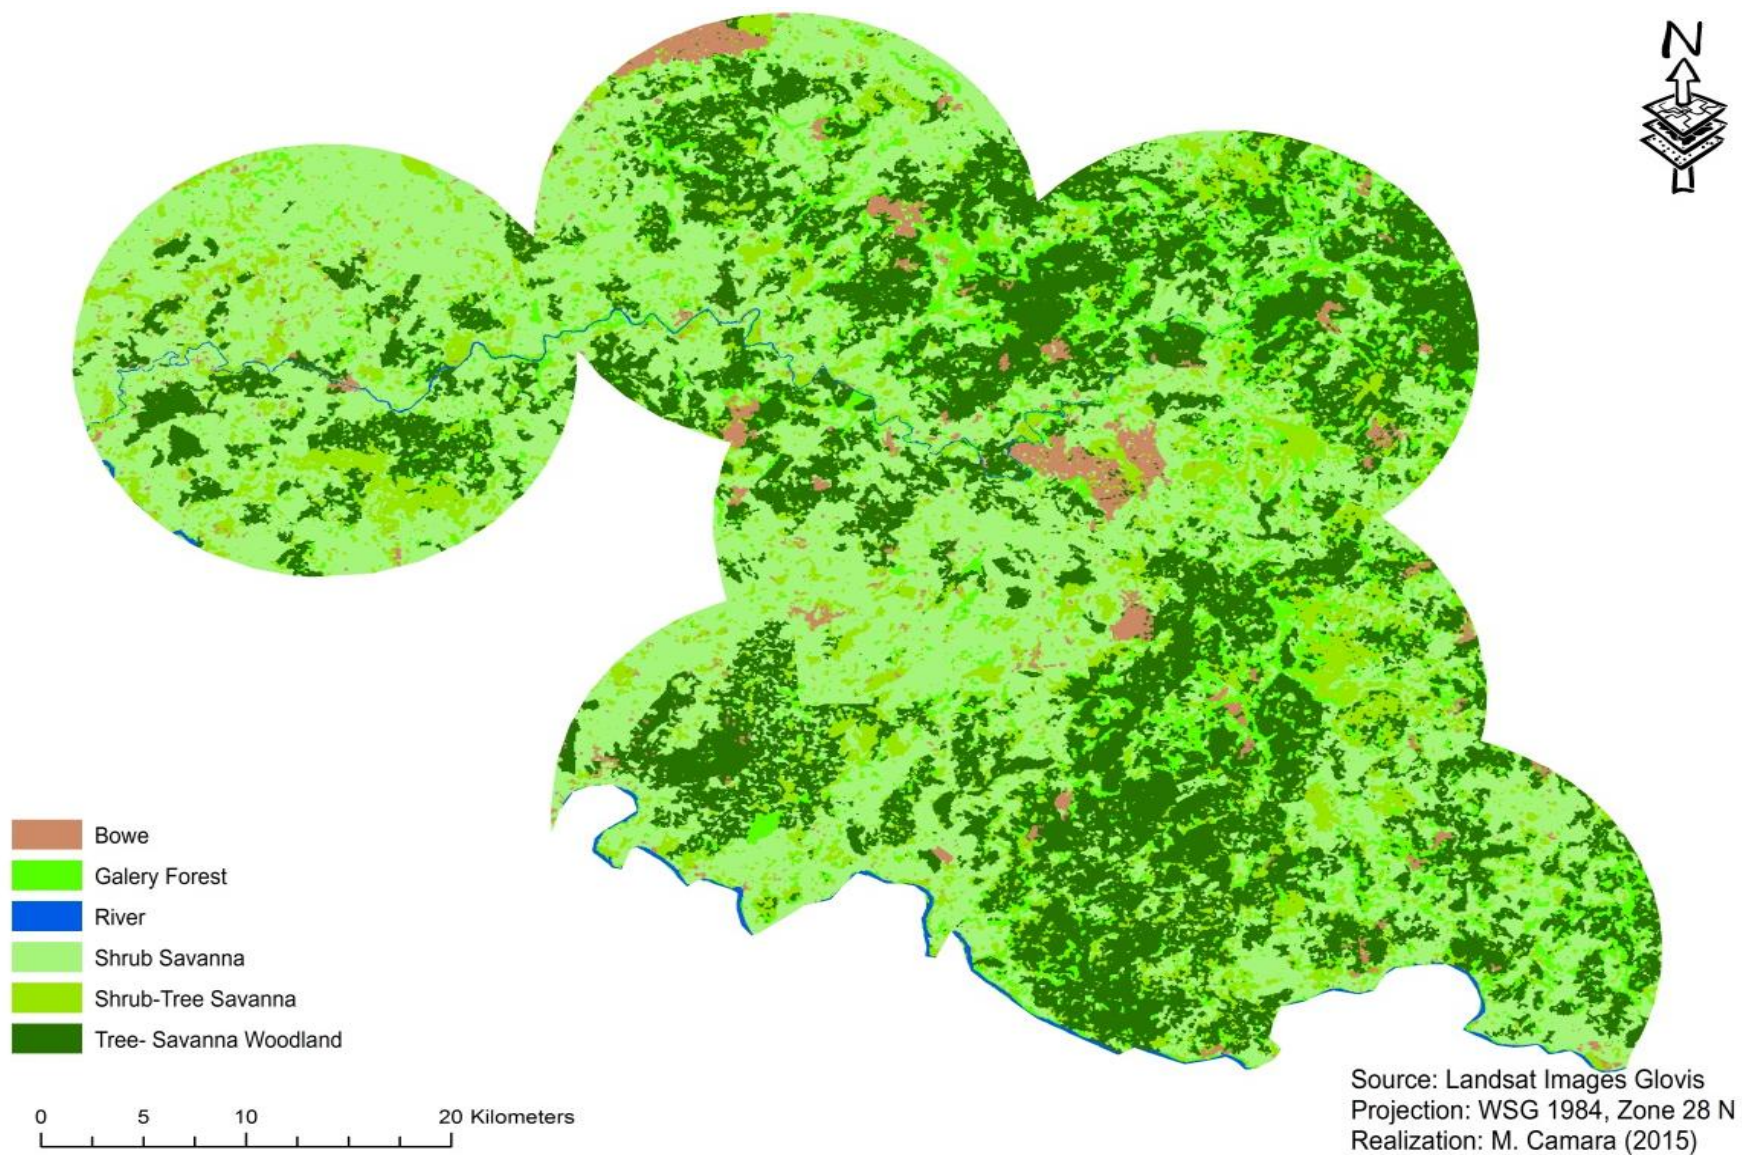 N
Bowe
Galery Forest
River
Shrub Savanna
Shrub-Tree Savanna
Tree- Savanna Woodland
0 5 10 20 Kilometers
Source: Landsat Images Glovis
Projection: WSG 1984, Zone 28 N
Realization: M. Camara (2015)